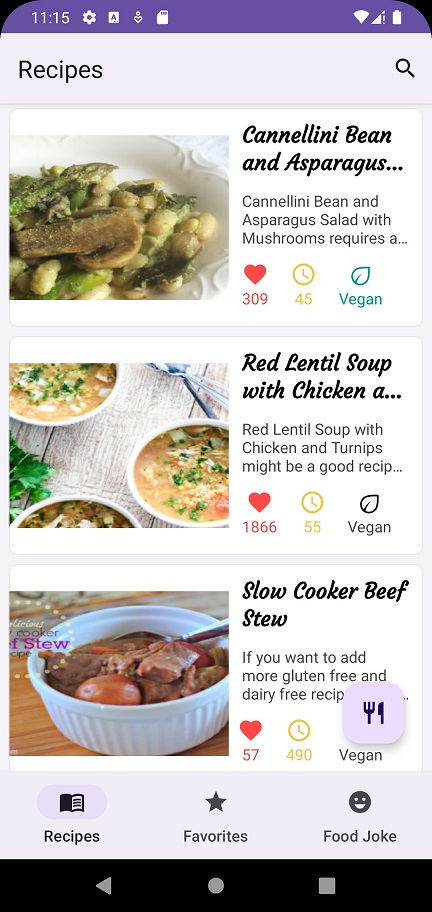 11:15
Recipes
Cannellini Bean
and Asparagus...
Cannellini Bean and
Asparagus Salad with
Mushrooms requires a...
309
45
Vegan
Red Lentil Soup
with Chicken a...
Red Lentil Soup with
Chicken and Turnips
might be a good recip...
1866
55
Vegan
elicious
cooker
f Stew
cipe
Slow Cooker Beef
Stew
If you want to add
more gluten free and
dairy free recip
57
490
Vegan
Recipes
Favorites
Food Joke